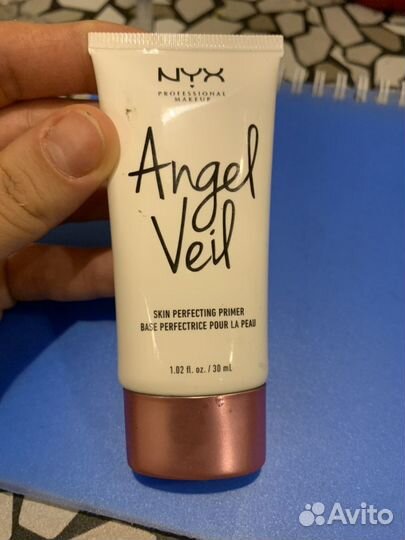 NYX
PROFESSIONAL
MAKEUP
Angel
Veil
SKIN PERFECTING PRIMER
BASE PERFECTRICE POUR LA PEAU
1.02 fl. oz. / 30 mL
Avito